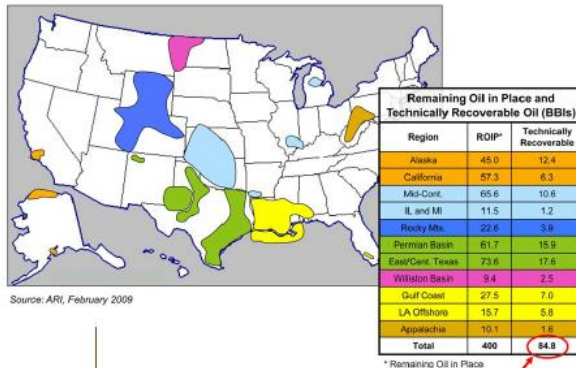 Remaining Oil in Place and
Technically Recoverable Oil (BBls)
Region ROIP* Technically Recoverable
Alaska 45.0 12.4
California 57.3 6.3
Mid-Cont. 65.6 10.6
IL and MI 11.5 1.2
Rocky Mts. 22.6 3.9
Permian Basin 61.7 15.9
East/Cent. Texas 73.6 17.6
Williston Basin 9.4 2.5
Gulf Coast 27.5 7.0
LA Offshore 15.7 5.8
Appalachia 10.1 1.6
Total 400 84.8
* Remaining Oil in Place
Source: ARI, February 2009